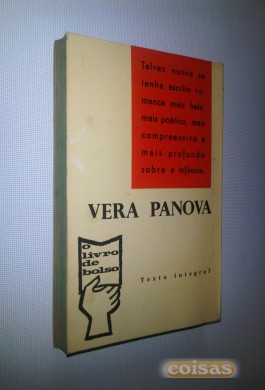 Talvez nunca se
tenha escrito ro-
mance mais belo,
mais poético, mais
compreensivo e
mais profundo
sobre a infância.
VERA PANOVA
o livro
de
bolso
Texto integral
coisas